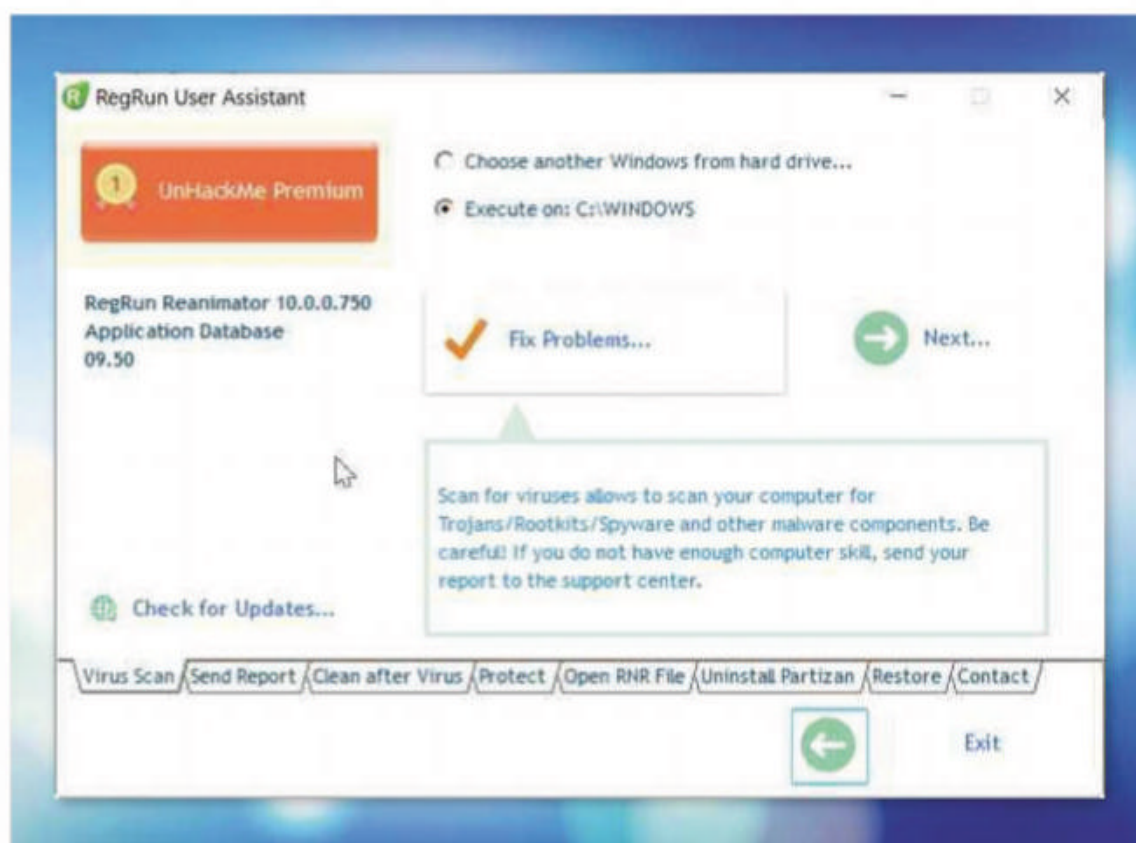 RegRun User Assistant
UnHackMe Premium
1
Choose another Windows from hard drive...
Execute on: C:\WINDOWS
RegRun Reanimator 10.0.0.750
Application Database
09.50
Fix Problems...
Next...
Scan for viruses allows to scan your computer for
Trojans/Rootkits/Spyware and other malware components. Be
careful! If you do not have enough computer skill, send your
report to the support center.
Check for Updates...
Virus Scan Send Report Clean after Virus Protect Open RNR File Uninstall Partizan Restore Contact
Exit